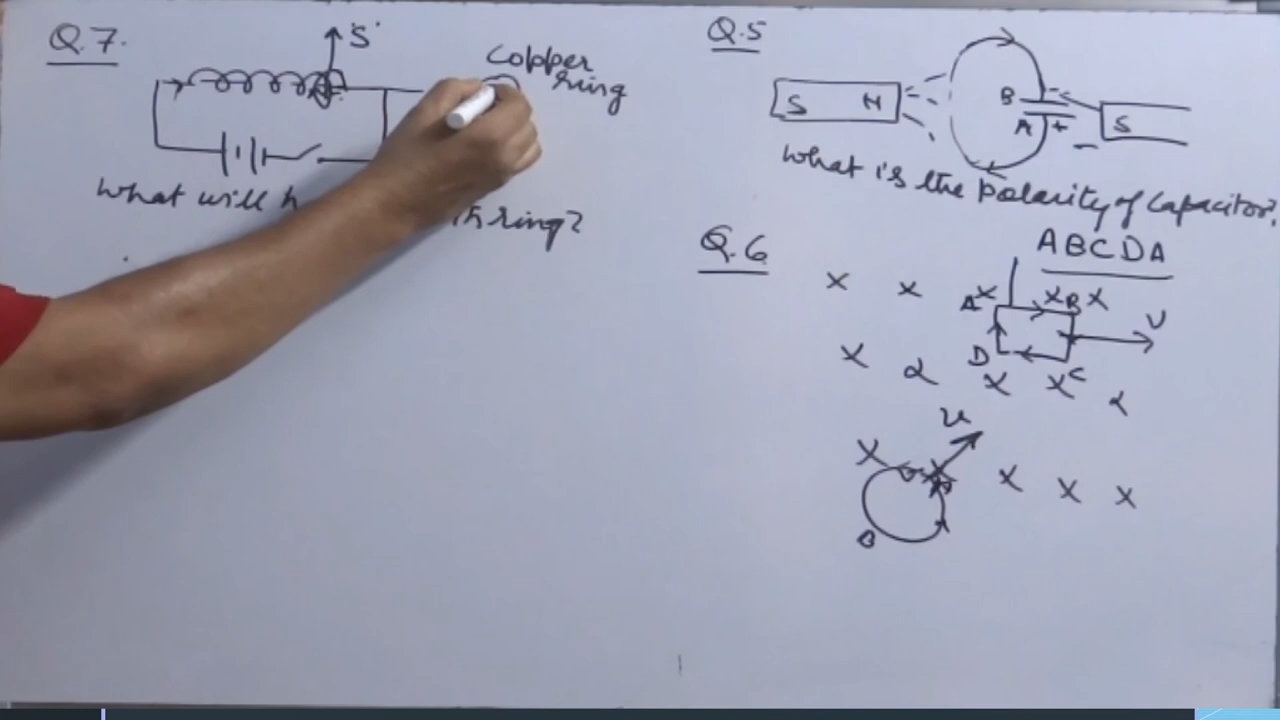 Q.7.
S
Copper
ring
What will
ring?
Q.5
S N
B
A +
S
What is the Polarity of Capacitor?
Q.6
ABCDA
A B
D C
v
u
B